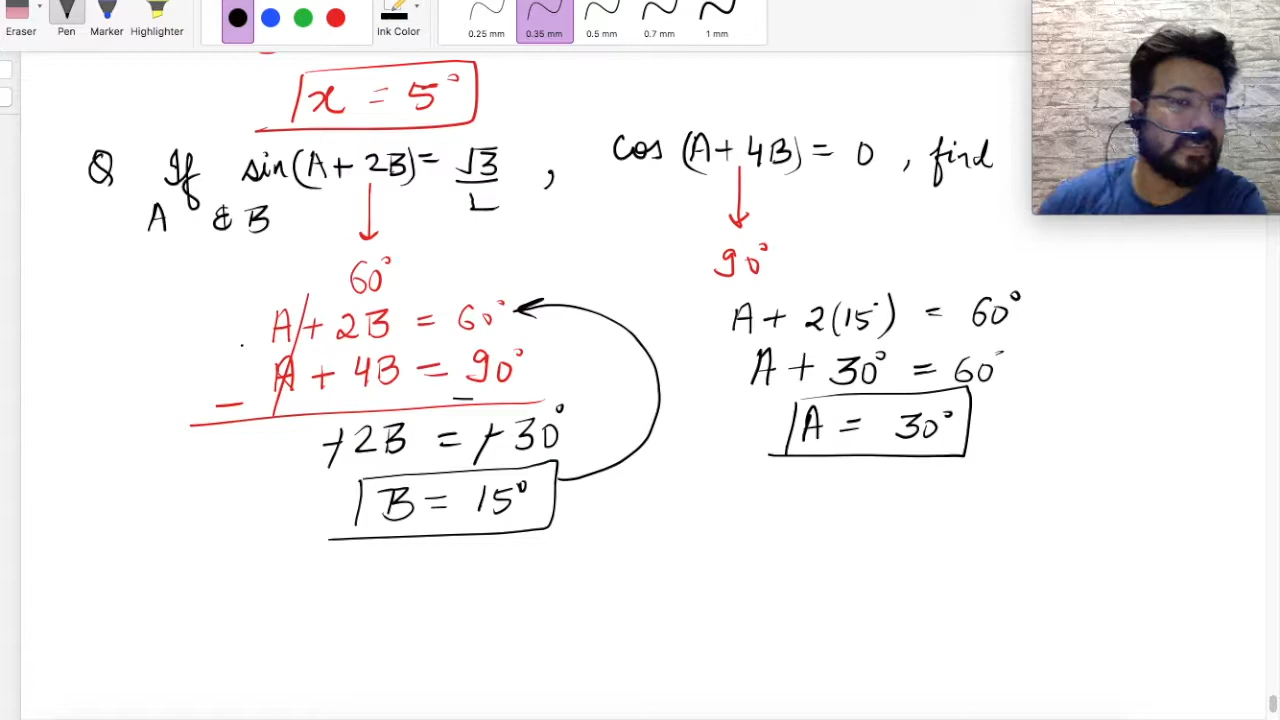 Eraser Pen Marker Highlighter Ink Color 0.25 mm 0.35 mm 0.5 mm 0.7 mm 1 mm
x = 5°
Q If sin(A + 2B) = √3/2 , cos (A + 4B) = 0 , find
A & B
60°
90°
A + 2B = 60°
A + 4B = 90°
− −
-2B = -30°
B = 15°
A + 2(15°) = 60°
A + 30° = 60°
A = 30°